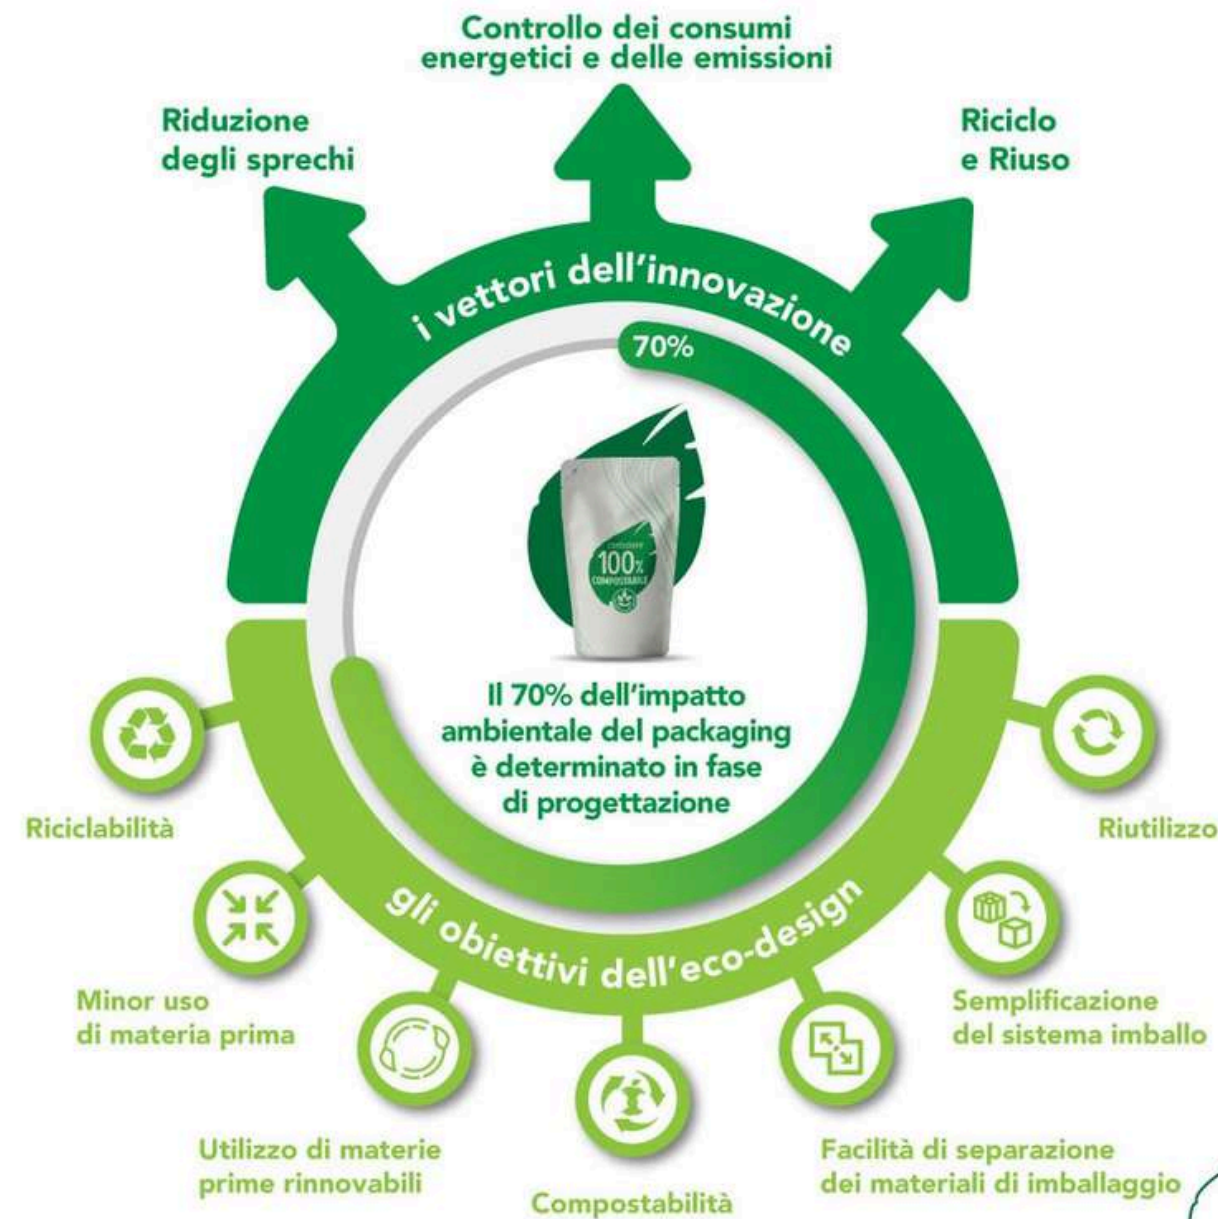 Controllo dei consumi
energetici e delle emissioni
Riduzione
degli sprechi
Riciclo
e Riuso
i vettori dell'innovazione
70%
100%
COMPOSTABILE
Il 70% dell'impatto
ambientale del packaging
è determinato in fase
di progettazione
gli obiettivi dell'eco-design
Riciclabilità
Riutilizzo
Minor uso
di materia prima
Semplificazione
del sistema imballo
Utilizzo di materie
prime rinnovabili
Facilità di separazione
dei materiali di imballaggio
Compostabilità